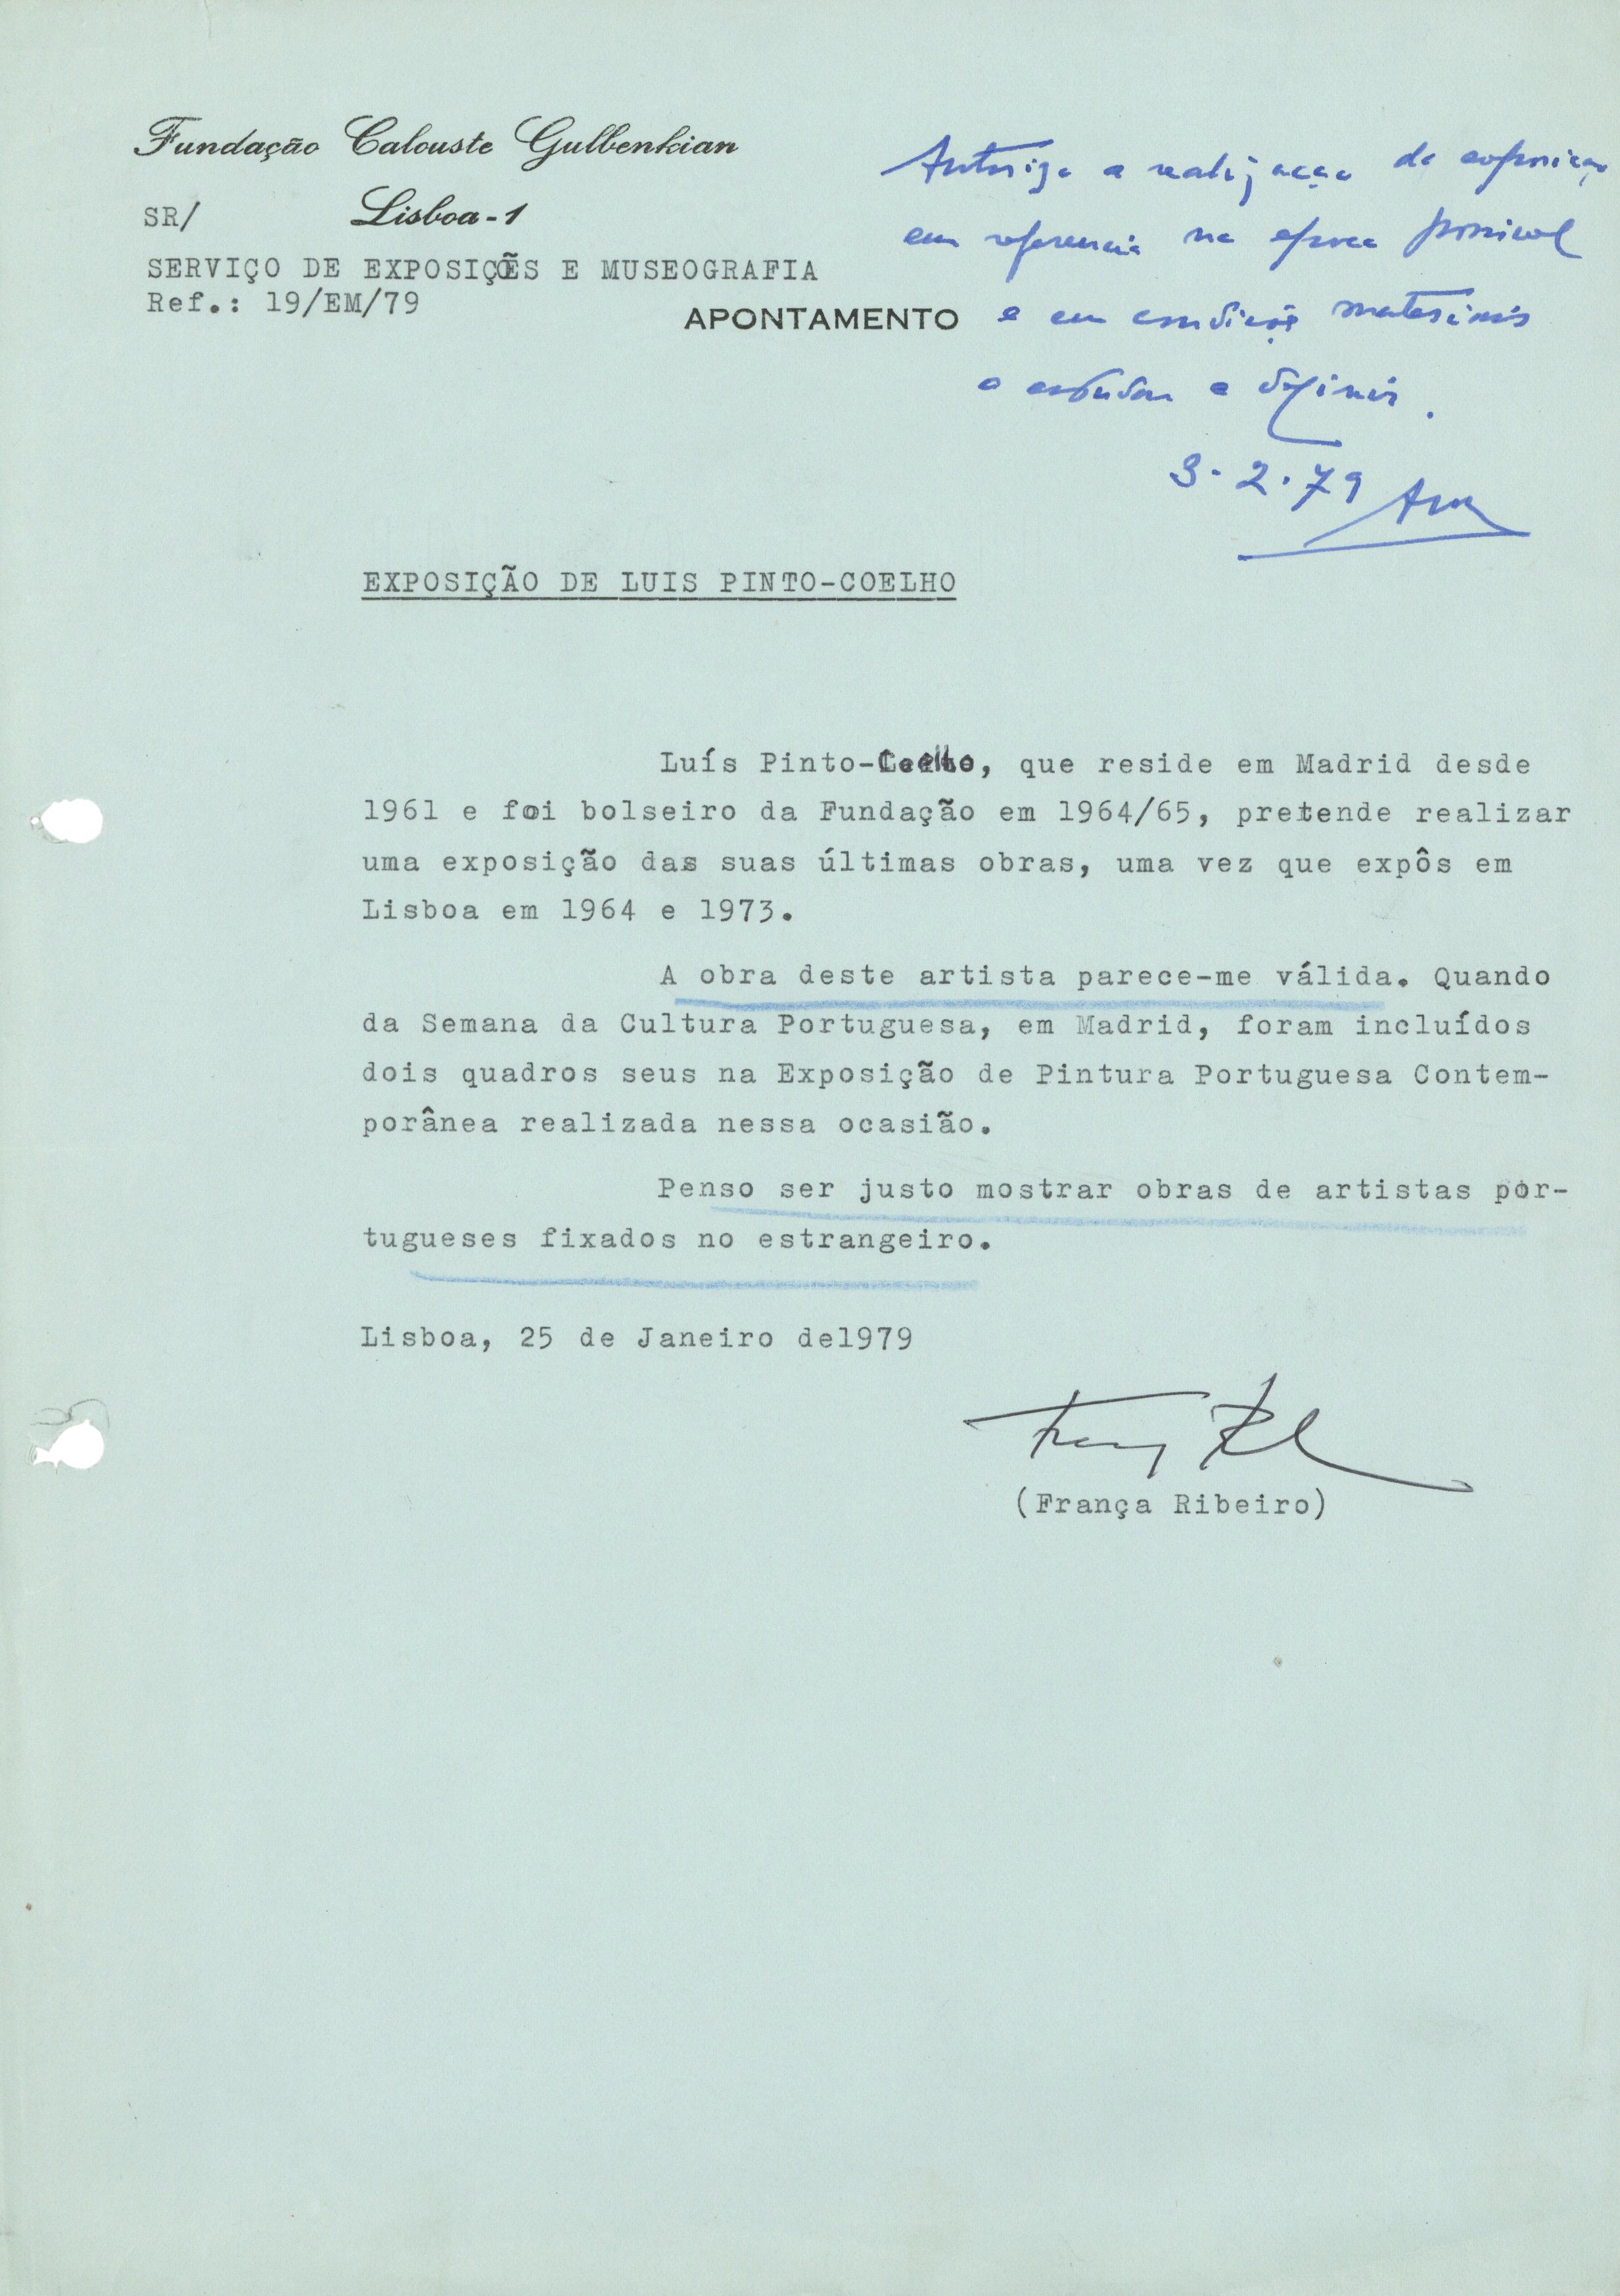 Fundação Calouste Gulbenkian
SR/ Lisboa-1
SERVIÇO DE EXPOSIÇÕES E MUSEOGRAFIA
Ref.: 19/EM/79
APONTAMENTO
Autorizo a realização da exposição
em referencia na epoca possivel
e em condições materiais
a estudar e definir.
3-2-79
EXPOSIÇÃO DE LUIS PINTO-COELHO
Luís Pinto-Coelho, que reside em Madrid desde
1961 e foi bolseiro da Fundação em 1964/65, pretende realizar
uma exposição das suas últimas obras, uma vez que expôs em
Lisboa em 1964 e 1973.
A obra deste artista parece-me válida. Quando
da Semana da Cultura Portuguesa, em Madrid, foram incluídos
dois quadros seus na Exposição de Pintura Portuguesa Contem-
porânea realizada nessa ocasião.
Penso ser justo mostrar obras de artistas por-
tugueses fixados no estrangeiro.
Lisboa, 25 de Janeiro de1979
(França Ribeiro)